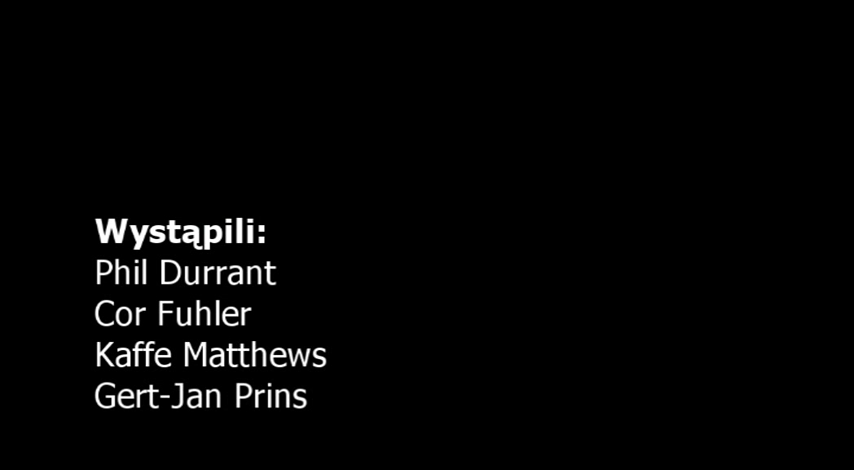 Wystąpili:
Phil Durrant
Cor Fuhler
Kaffe Matthews
Gert-Jan Prins